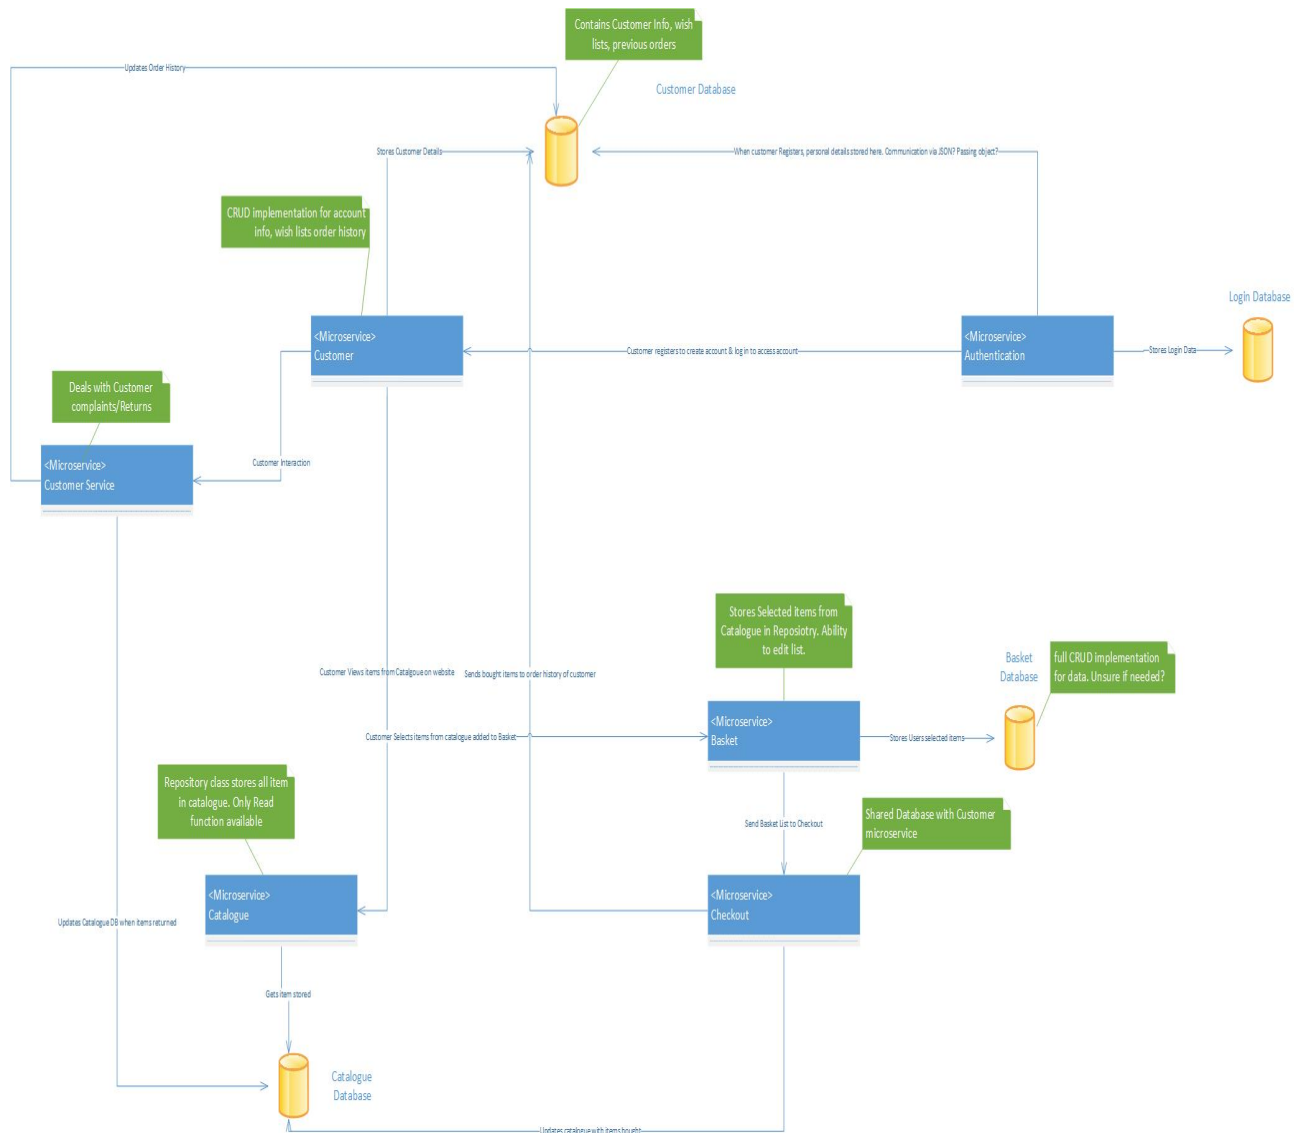 Contains Customer Info, wish
lists, previous orders
Updates Order History
Customer Database
Stores Customer Details
When customer Registers, personal details stored here. Communication via JSON? Passing object?
CRUD implementation for account
info, wish lists order history
Login Database
<Microservice>
Customer
Customer registers to create account & log in to access account
<Microservice>
Authentication
Stores Login Data
Deals with Customer
complaints/Returns
<Microservice>
Customer Service
Customer Interaction
Stores Selected items from
Catalogue in Reposiotry. Ability
to edit list.
Customer Views items from Catalgoue on website
Sends bought items to order history of customer
Basket
Database
full CRUD implementation
for data. Unsure if needed?
<Microservice>
Basket
Customer Selects items from catalogue added to Basket
Stores Users selected items
Repository class stores all item
in catalogue. Only Read
function available
Send Basket List to Checkout
Shared Database with Customer
microservice
<Microservice>
Catalogue
<Microservice>
Checkout
Updates Catalogue DB when items returned
Gets item stored
Catalogue
Database
Updates catalogue with items bought